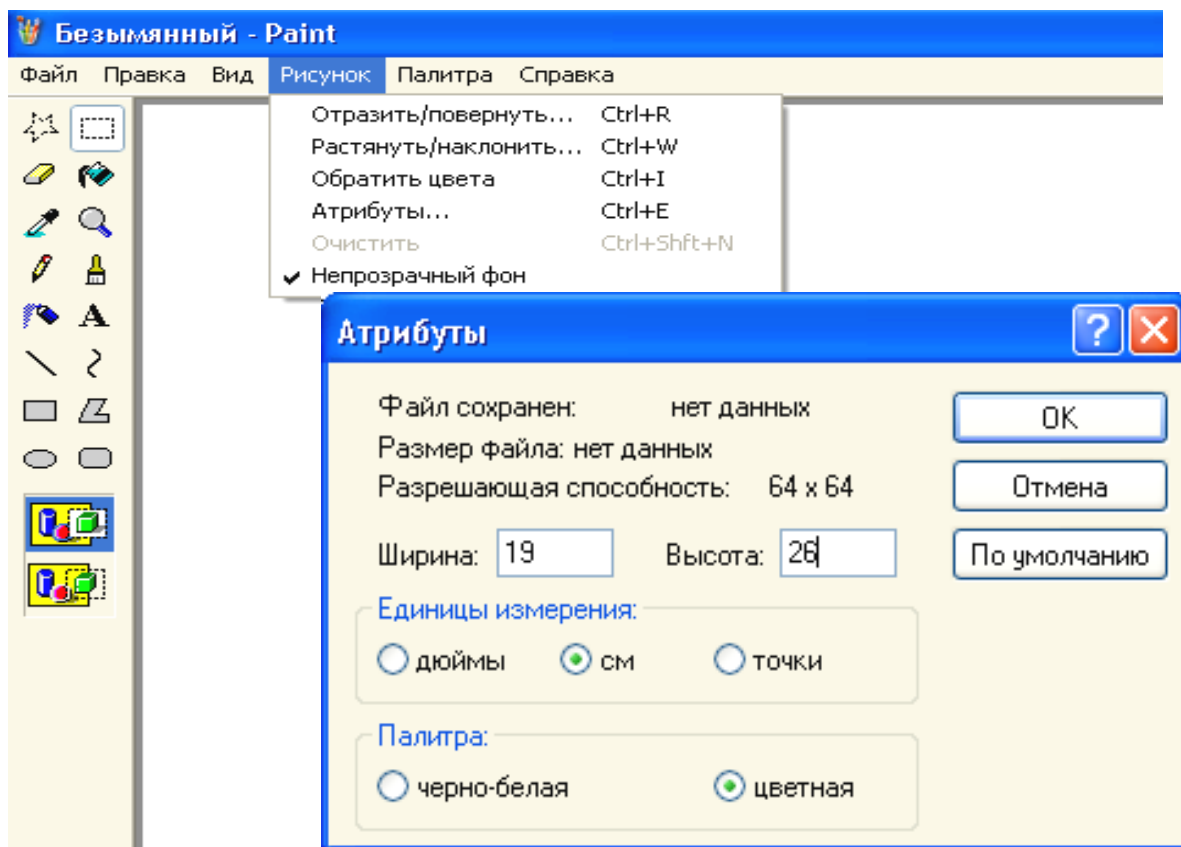 Безымянный - Paint
Файл Правка Вид Рисунок Палитра Справка
Отразить/повернуть... Ctrl+R
Растянуть/наклонить... Ctrl+W
Обратить цвета Ctrl+I
Атрибуты... Ctrl+E
Очистить Ctrl+Shft+N
Непрозрачный фон
A
Атрибуты
Файл сохранен: нет данных
OK
Размер файла: нет данных
Разрешающая способность: 64 x 64
Отмена
Ширина: 19 Высота: 26
По умолчанию
Единицы измерения:
дюймы см точки
Палитра:
черно-белая цветная